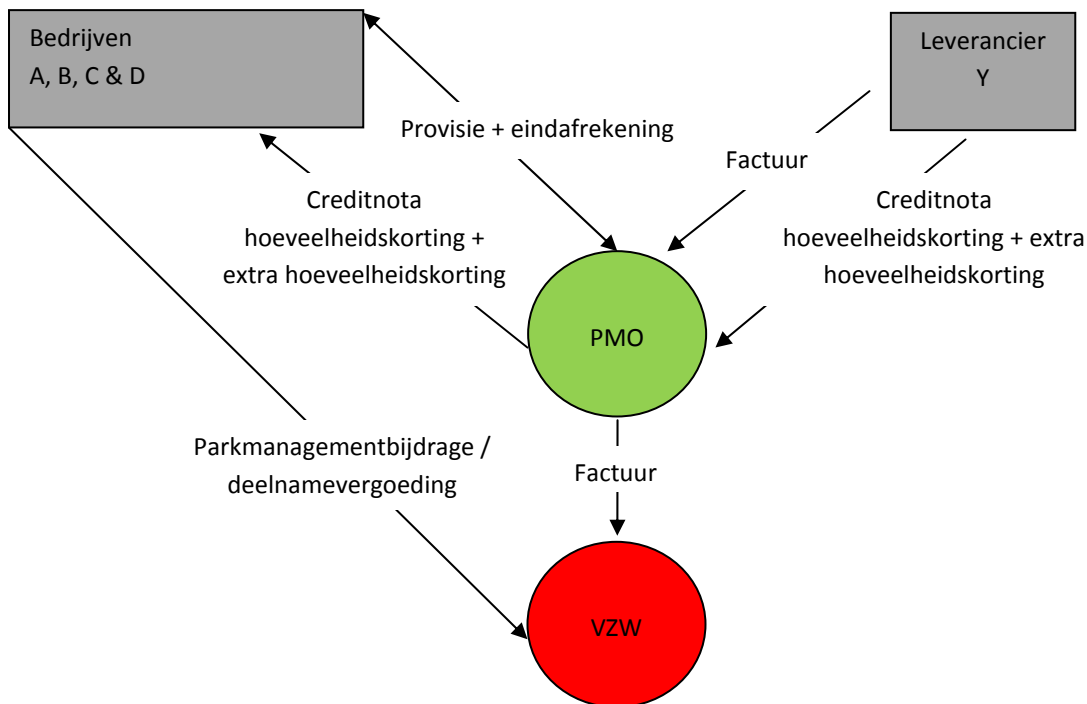 Bedrijven
A, B, C & D
Leverancier
Y
Provisie + eindafrekening
Factuur
Creditnota
hoeveelheidskorting +
extra hoeveelheidskorting
Creditnota
hoeveelheidskorting + extra
hoeveelheidskorting
PMO
Parkmanagementbijdrage /
deelnamevergoeding
Factuur
VZW